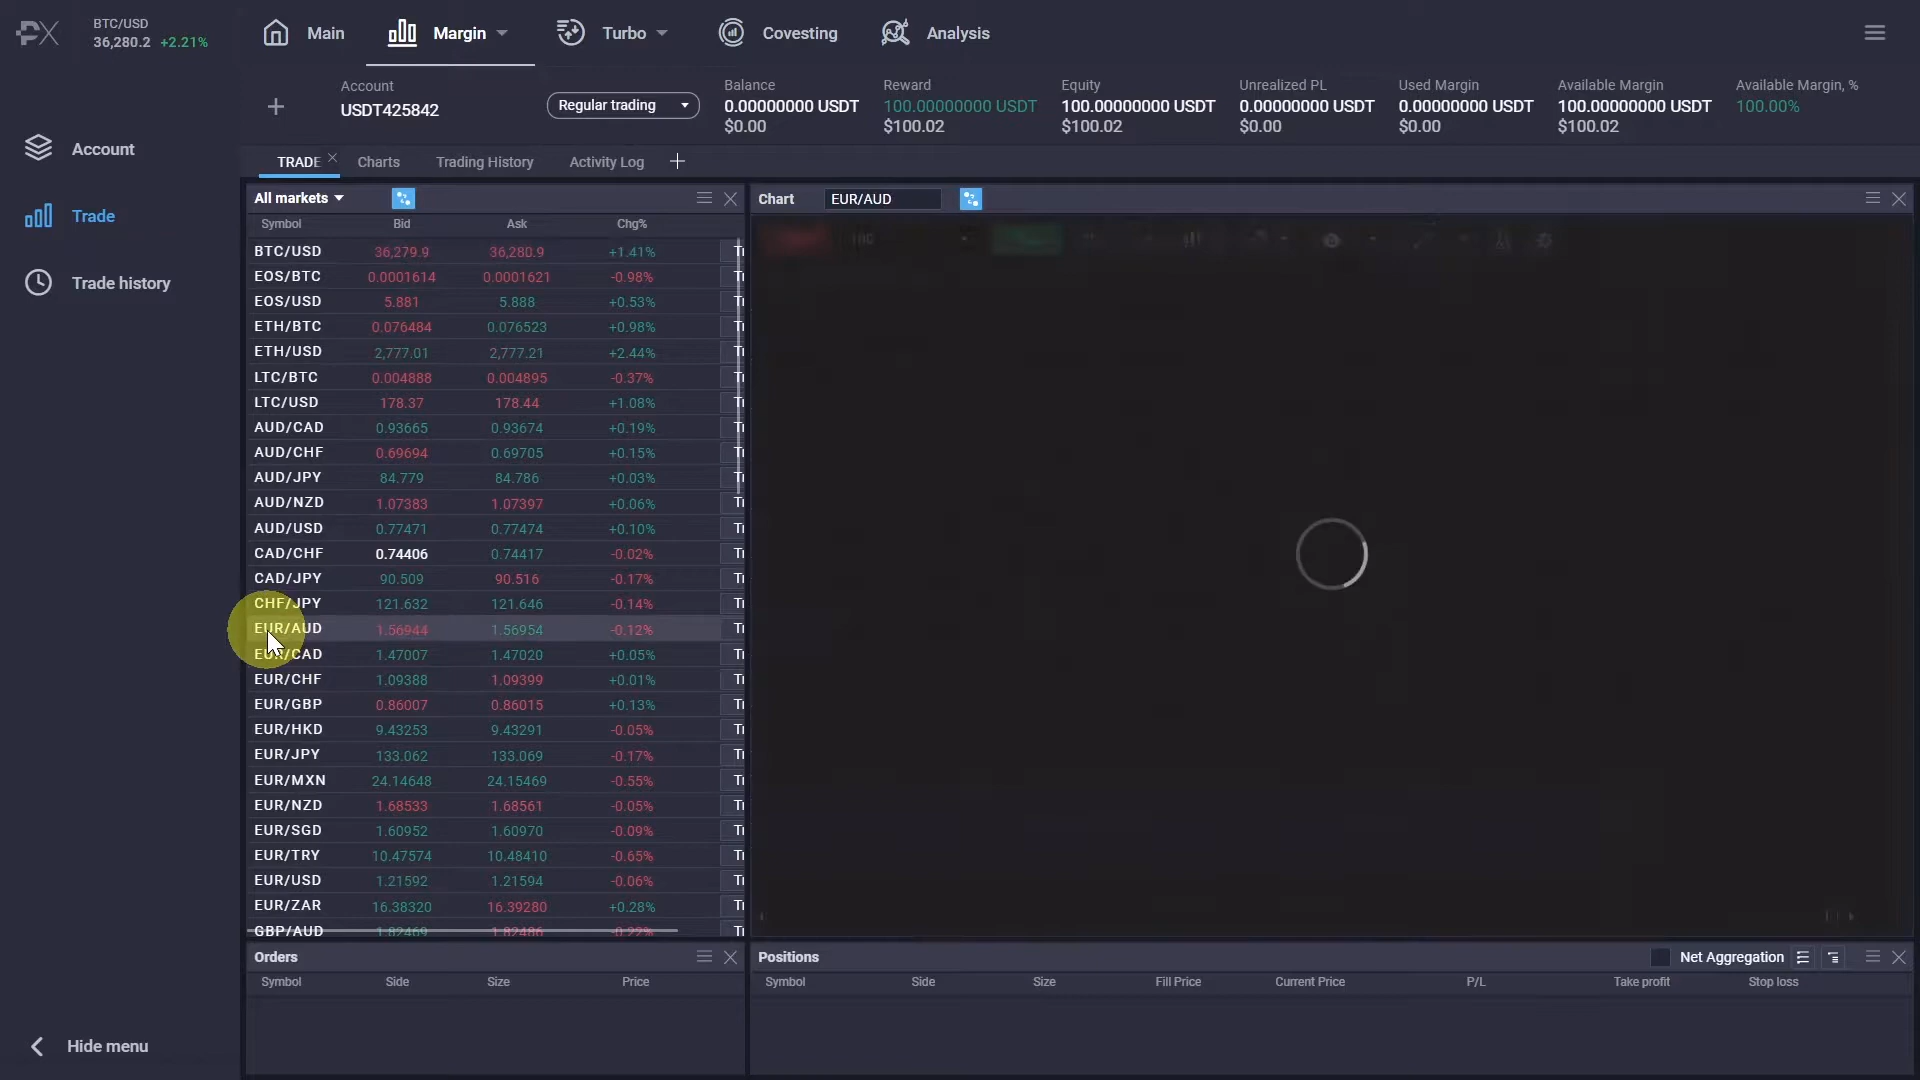 PX
BTC/USD
36,280.2 +2.21%
Main
Margin
Turbo
Covesting
Analysis
Account
USDT425842
Regular trading
Balance
0.00000000 USDT
$0.00
Reward
100.00000000 USDT
$100.02
Equity
100.00000000 USDT
$100.02
Unrealized PL
0.00000000 USDT
$0.00
Used Margin
0.00000000 USDT
$0.00
Available Margin
100.00000000 USDT
$100.02
Available Margin, %
100.00%
Account
Trade
Trade history
Hide menu
TRADE Charts Trading History Activity Log
All markets
Symbol Bid Ask Chg%
BTC/USD 36,279.9 36,280.9 +1.41%
EOS/BTC 0.0001614 0.0001621 -0.98%
EOS/USD 5.881 5.888 +0.53%
ETH/BTC 0.076484 0.076523 +0.98%
ETH/USD 2,777.01 2,777.21 +2.44%
LTC/BTC 0.004888 0.004895 -0.37%
LTC/USD 178.37 178.44 +1.08%
AUD/CAD 0.93665 0.93674 +0.19%
AUD/CHF 0.69694 0.69705 +0.15%
AUD/JPY 84.779 84.786 +0.03%
AUD/NZD 1.07383 1.07397 +0.06%
AUD/USD 0.77471 0.77474 +0.10%
CAD/CHF 0.74406 0.74417 -0.02%
CAD/JPY 90.509 90.516 -0.17%
CHF/JPY 121.632 121.646 -0.14%
EUR/AUD 1.56944 1.56954 -0.12%
EUR/CAD 1.47007 1.47020 +0.05%
EUR/CHF 1.09388 1.09399 +0.01%
EUR/GBP 0.86007 0.86015 +0.13%
EUR/HKD 9.43253 9.43291 -0.05%
EUR/JPY 133.062 133.069 -0.17%
EUR/MXN 24.14648 24.15469 -0.55%
EUR/NZD 1.68533 1.68561 -0.05%
EUR/SGD 1.60952 1.60970 -0.09%
EUR/TRY 10.47574 10.48410 -0.65%
EUR/USD 1.21592 1.21594 -0.06%
EUR/ZAR 16.38320 16.39280 +0.28%
GBP/AUD 1.82469 1.82486 -0.22%
Chart EUR/AUD
Orders
Symbol Side Size Price
Positions
Net Aggregation
Symbol Side Size Fill Price Current Price P/L Take profit Stop loss